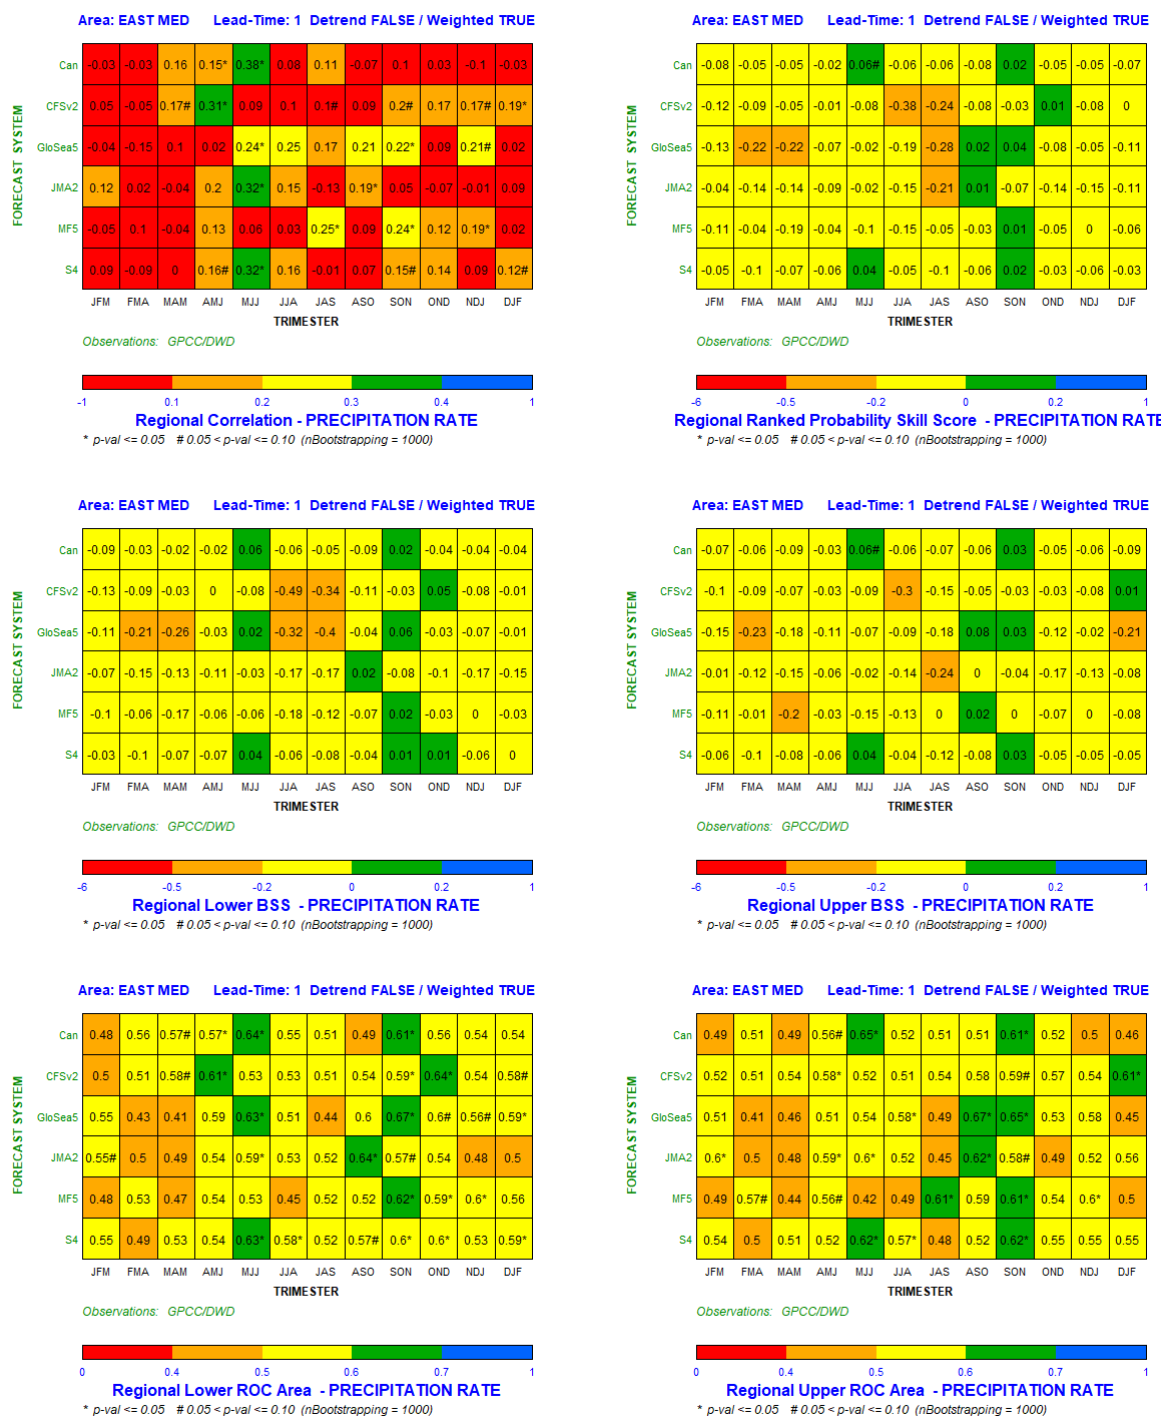 Area: EAST MED Lead-Time: 1 Detrend FALSE / Weighted TRUE
FORECAST SYSTEM
Can -0.03 -0.03 0.16 0.15* 0.38* 0.08 0.11 -0.07 0.1 0.03 -0.1 -0.03
CFSv2 0.05 -0.05 0.17# 0.31* 0.09 0.1 0.1# 0.09 0.2# 0.17 0.17# 0.19*
GloSea5 -0.04 -0.15 0.1 0.02 0.24* 0.25 0.17 0.21 0.22* 0.09 0.21# 0.02
JMA2 0.12 0.02 -0.04 0.2 0.32* 0.15 -0.13 0.19* 0.05 -0.07 -0.01 0.09
MF5 -0.05 0.1 -0.04 0.13 0.06 0.03 0.25* 0.09 0.24* 0.12 0.19* 0.02
S4 0.09 -0.09 0 0.16# 0.32* 0.16 -0.01 0.07 0.15# 0.14 0.09 0.12#
JFM FMA MAM AMJ MJJ JJA JAS ASO SON OND NDJ DJF
TRIMESTER
Observations: GPCC/DWD
-1 0.1 0.2 0.3 0.4 1
Regional Correlation - PRECIPITATION RATE
* p-val <= 0.05 # 0.05 < p-val <= 0.10 (nBootstrapping = 1000)
Area: EAST MED Lead-Time: 1 Detrend FALSE / Weighted TRUE
FORECAST SYSTEM
Can -0.08 -0.05 -0.05 -0.02 0.06# -0.06 -0.06 -0.08 0.02 -0.05 -0.05 -0.07
CFSv2 -0.12 -0.09 -0.05 -0.01 -0.08 -0.38 -0.24 -0.08 -0.03 0.01 -0.08 0
GloSea5 -0.13 -0.22 -0.22 -0.07 -0.02 -0.19 -0.28 0.02 0.04 -0.08 -0.05 -0.11
JMA2 -0.04 -0.14 -0.14 -0.09 -0.02 -0.15 -0.21 0.01 -0.07 -0.14 -0.15 -0.11
MF5 -0.11 -0.04 -0.19 -0.04 -0.1 -0.15 -0.05 -0.03 0.01 -0.05 0 -0.06
S4 -0.05 -0.1 -0.07 -0.06 0.04 -0.05 -0.1 -0.06 0.02 -0.03 -0.06 -0.03
JFM FMA MAM AMJ MJJ JJA JAS ASO SON OND NDJ DJF
TRIMESTER
Observations: GPCC/DWD
-6 -0.5 -0.2 0 0.2 1
Regional Ranked Probability Skill Score - PRECIPITATION RATE
* p-val <= 0.05 # 0.05 < p-val <= 0.10 (nBootstrapping = 1000)
Area: EAST MED Lead-Time: 1 Detrend FALSE / Weighted TRUE
FORECAST SYSTEM
Can -0.09 -0.03 -0.02 -0.02 0.06 -0.06 -0.05 -0.09 0.02 -0.04 -0.04 -0.04
CFSv2 -0.13 -0.09 -0.03 0 -0.08 -0.49 -0.34 -0.11 -0.03 0.05 -0.08 -0.01
GloSea5 -0.11 -0.21 -0.26 -0.03 0.02 -0.32 -0.4 -0.04 0.06 -0.03 -0.07 -0.01
JMA2 -0.07 -0.15 -0.13 -0.11 -0.03 -0.17 -0.17 0.02 -0.08 -0.1 -0.17 -0.15
MF5 -0.1 -0.06 -0.17 -0.06 -0.06 -0.18 -0.12 -0.07 0.02 -0.03 0 -0.03
S4 -0.03 -0.1 -0.07 -0.07 0.04 -0.06 -0.08 -0.04 0.01 0.01 -0.06 0
JFM FMA MAM AMJ MJJ JJA JAS ASO SON OND NDJ DJF
TRIMESTER
Observations: GPCC/DWD
-6 -0.5 -0.2 0 0.2 1
Regional Lower BSS - PRECIPITATION RATE
* p-val <= 0.05 # 0.05 < p-val <= 0.10 (nBootstrapping = 1000)
Area: EAST MED Lead-Time: 1 Detrend FALSE / Weighted TRUE
FORECAST SYSTEM
Can -0.07 -0.06 -0.09 -0.03 0.06# -0.06 -0.07 -0.06 0.03 -0.05 -0.06 -0.09
CFSv2 -0.1 -0.09 -0.07 -0.03 -0.09 -0.3 -0.15 -0.05 -0.03 -0.03 -0.08 0.01
GloSea5 -0.15 -0.23 -0.18 -0.11 -0.07 -0.09 -0.18 0.08 0.03 -0.12 -0.02 -0.21
JMA2 -0.01 -0.12 -0.15 -0.06 -0.02 -0.14 -0.24 0 -0.04 -0.17 -0.13 -0.08
MF5 -0.11 -0.01 -0.2 -0.03 -0.15 -0.13 0 0.02 0 -0.07 0 -0.08
S4 -0.06 -0.1 -0.08 -0.06 0.04 -0.04 -0.12 -0.08 0.03 -0.05 -0.05 -0.05
JFM FMA MAM AMJ MJJ JJA JAS ASO SON OND NDJ DJF
TRIMESTER
Observations: GPCC/DWD
-6 -0.5 -0.2 0 0.2 1
Regional Upper BSS - PRECIPITATION RATE
* p-val <= 0.05 # 0.05 < p-val <= 0.10 (nBootstrapping = 1000)
Area: EAST MED Lead-Time: 1 Detrend FALSE / Weighted TRUE
FORECAST SYSTEM
Can 0.48 0.56 0.57# 0.57* 0.64* 0.55 0.51 0.49 0.61* 0.56 0.54 0.54
CFSv2 0.5 0.51 0.58# 0.61* 0.53 0.53 0.51 0.54 0.59* 0.64* 0.54 0.58#
GloSea5 0.55 0.43 0.41 0.59 0.63* 0.51 0.44 0.6 0.67* 0.6# 0.56# 0.59*
JMA2 0.55# 0.5 0.49 0.54 0.59* 0.53 0.52 0.64* 0.57# 0.54 0.48 0.5
MF5 0.48 0.53 0.47 0.54 0.53 0.45 0.52 0.52 0.62* 0.59* 0.6* 0.56
S4 0.55 0.49 0.53 0.54 0.63* 0.58* 0.52 0.57# 0.6* 0.6* 0.53 0.59*
JFM FMA MAM AMJ MJJ JJA JAS ASO SON OND NDJ DJF
TRIMESTER
Observations: GPCC/DWD
0 0.4 0.5 0.6 0.7 1
Regional Lower ROC Area - PRECIPITATION RATE
* p-val <= 0.05 # 0.05 < p-val <= 0.10 (nBootstrapping = 1000)
Area: EAST MED Lead-Time: 1 Detrend FALSE / Weighted TRUE
FORECAST SYSTEM
Can 0.49 0.51 0.49 0.56# 0.65* 0.52 0.51 0.51 0.61* 0.52 0.5 0.46
CFSv2 0.52 0.51 0.54 0.58* 0.52 0.51 0.54 0.58 0.59# 0.57 0.54 0.61*
GloSea5 0.51 0.41 0.46 0.51 0.54 0.58* 0.49 0.67* 0.65* 0.53 0.58 0.45
JMA2 0.6* 0.5 0.48 0.59* 0.6* 0.52 0.45 0.62* 0.58# 0.49 0.52 0.56
MF5 0.49 0.57# 0.44 0.56# 0.42 0.49 0.61* 0.59 0.61* 0.54 0.6* 0.5
S4 0.54 0.5 0.51 0.52 0.62* 0.57* 0.48 0.52 0.62* 0.55 0.55 0.55
JFM FMA MAM AMJ MJJ JJA JAS ASO SON OND NDJ DJF
TRIMESTER
Observations: GPCC/DWD
0 0.4 0.5 0.6 0.7 1
Regional Upper ROC Area - PRECIPITATION RATE
* p-val <= 0.05 # 0.05 < p-val <= 0.10 (nBootstrapping = 1000)